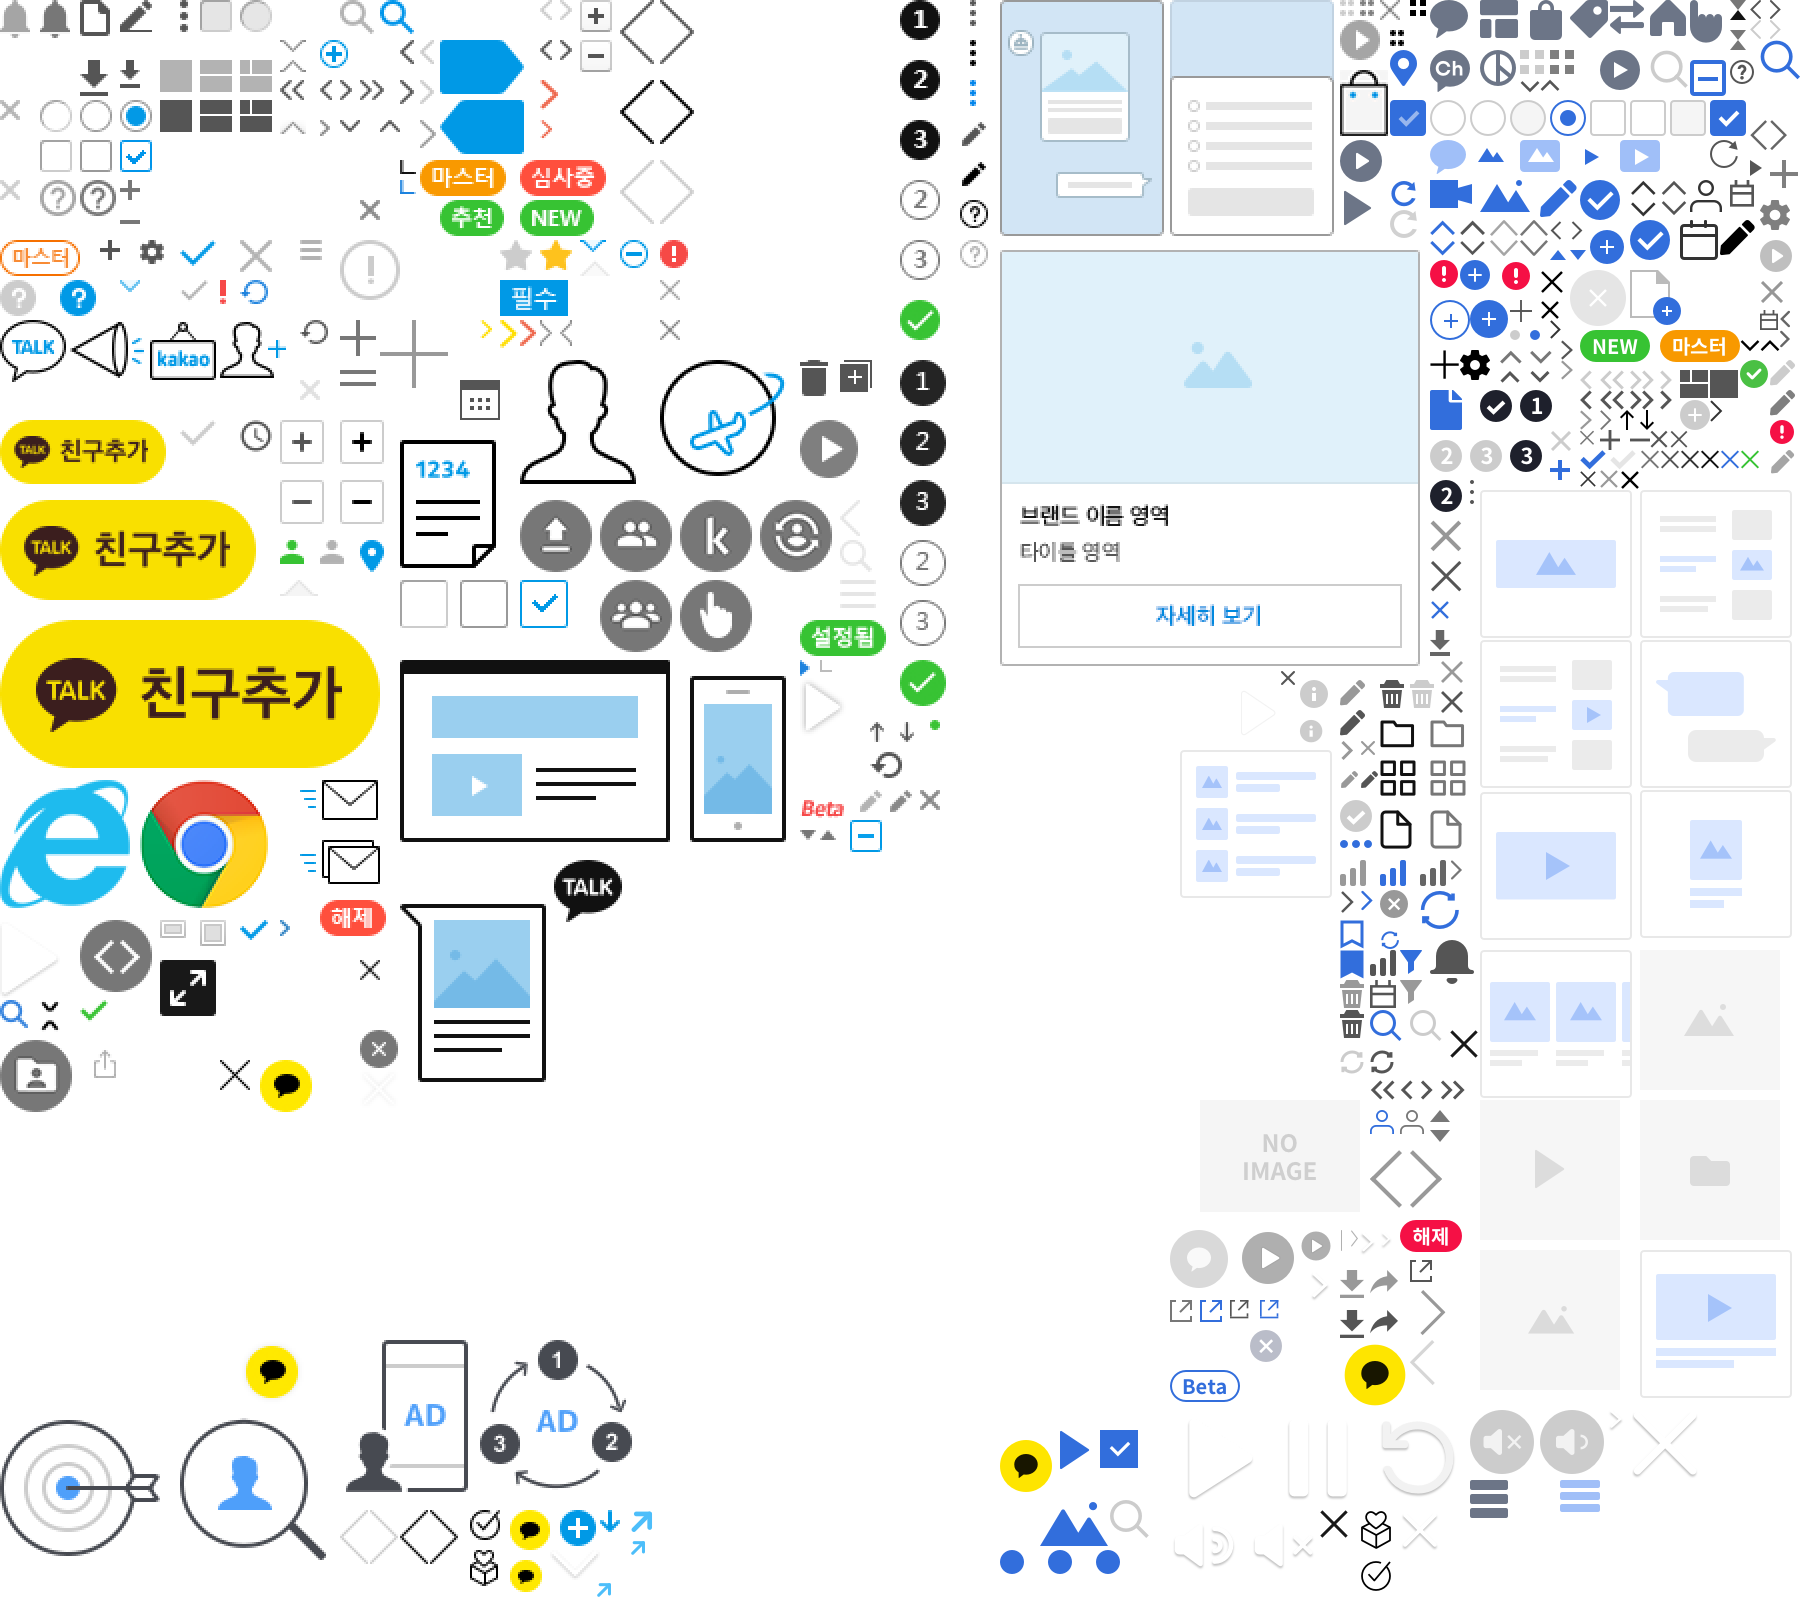 1
2
3
2
3
마스터
심사중
추천
NEW
마스터
필수
TALK
kakao
1
2
3
2
3
1234
TALK 친구추가
TALK 친구추가
TALK 친구추가
설정됨
Beta
TALK
해제
브랜드 이름 영역
타이틀 영역
자세히 보기
Ch
NEW
마스터
1
2
3
3
2
NO
IMAGE
해제
Beta
AD
1
AD
3
2